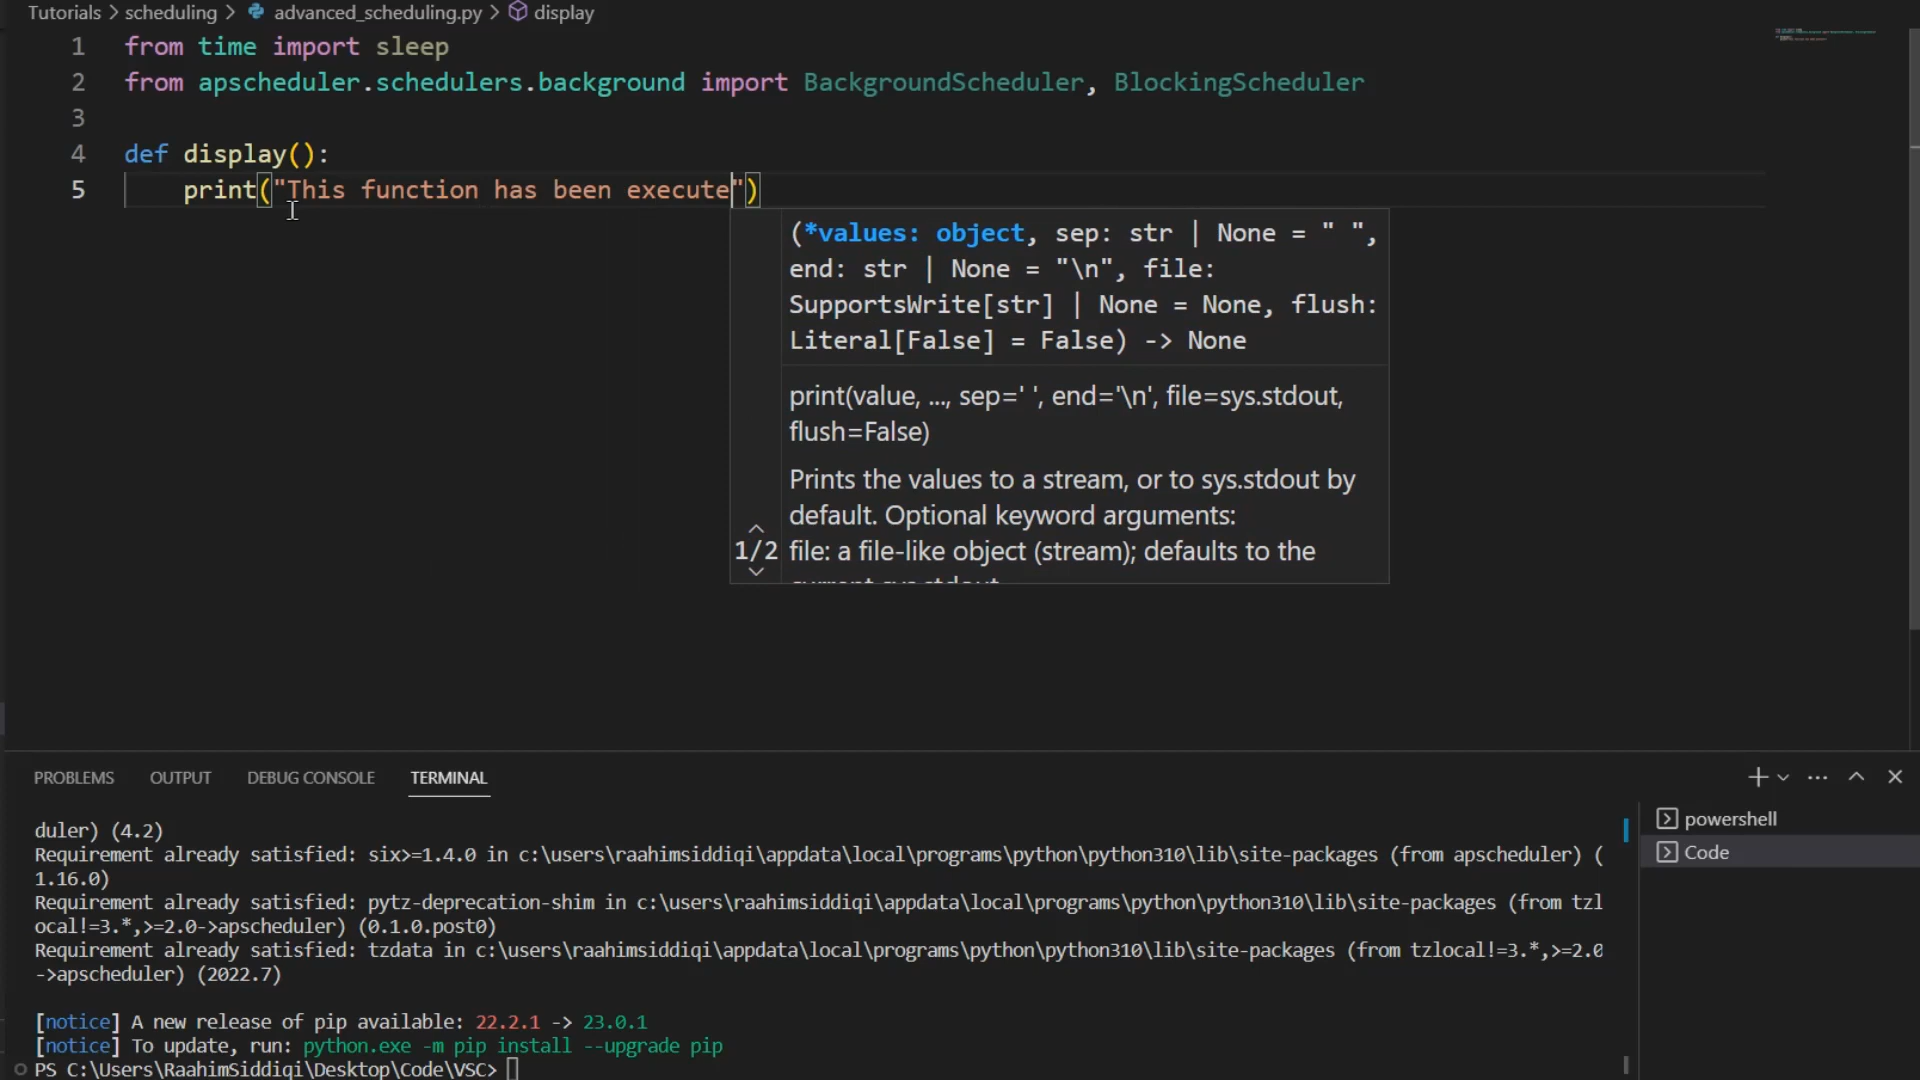 Tutorials > scheduling > advanced_scheduling.py > display
1 from time import sleep
2 from apscheduler.schedulers.background import BackgroundScheduler, BlockingScheduler
3
4 def display():
5 print("This function has been execute")
(*values: object, sep: str | None = " ",
end: str | None = "\n", file:
SupportsWrite[str] | None = None, flush:
Literal[False] = False) -> None
print(value, ..., sep=' ', end='\n', file=sys.stdout,
flush=False)
Prints the values to a stream, or to sys.stdout by
default. Optional keyword arguments:
1/2 file: a file-like object (stream); defaults to the
current sys.stdout.
PROBLEMS OUTPUT DEBUG CONSOLE TERMINAL
duler) (4.2)
Requirement already satisfied: six>=1.4.0 in c:\users\raahimsiddiqi\appdata\local\programs\python\python310\lib\site-packages (from apscheduler) (
1.16.0)
Requirement already satisfied: pytz-deprecation-shim in c:\users\raahimsiddiqi\appdata\local\programs\python\python310\lib\site-packages (from tzl
ocal!=3.*,>=2.0->apscheduler) (0.1.0.post0)
Requirement already satisfied: tzdata in c:\users\raahimsiddiqi\appdata\local\programs\python\python310\lib\site-packages (from tzlocal!=3.*,>=2.0
->apscheduler) (2022.7)
[notice] A new release of pip available: 22.2.1 -> 23.0.1
[notice] To update, run: python.exe -m pip install --upgrade pip
PS C:\Users\RaahimSiddiqi\Desktop\Code\VSC>
powershell
Code